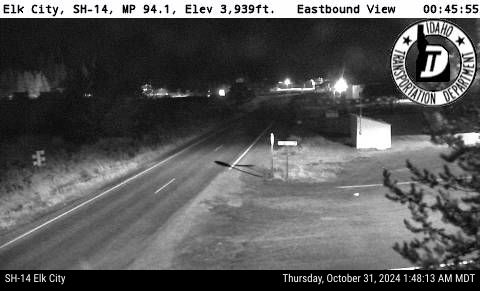 Elk City, SH-14, MP 94.1, Elev 3,939ft. Eastbound View 00:45:55
IDAHO
TRANSPORTATION DEPARTMENT
SH-14 Elk City Thursday, October 31, 2024 1:48:13 AM MDT